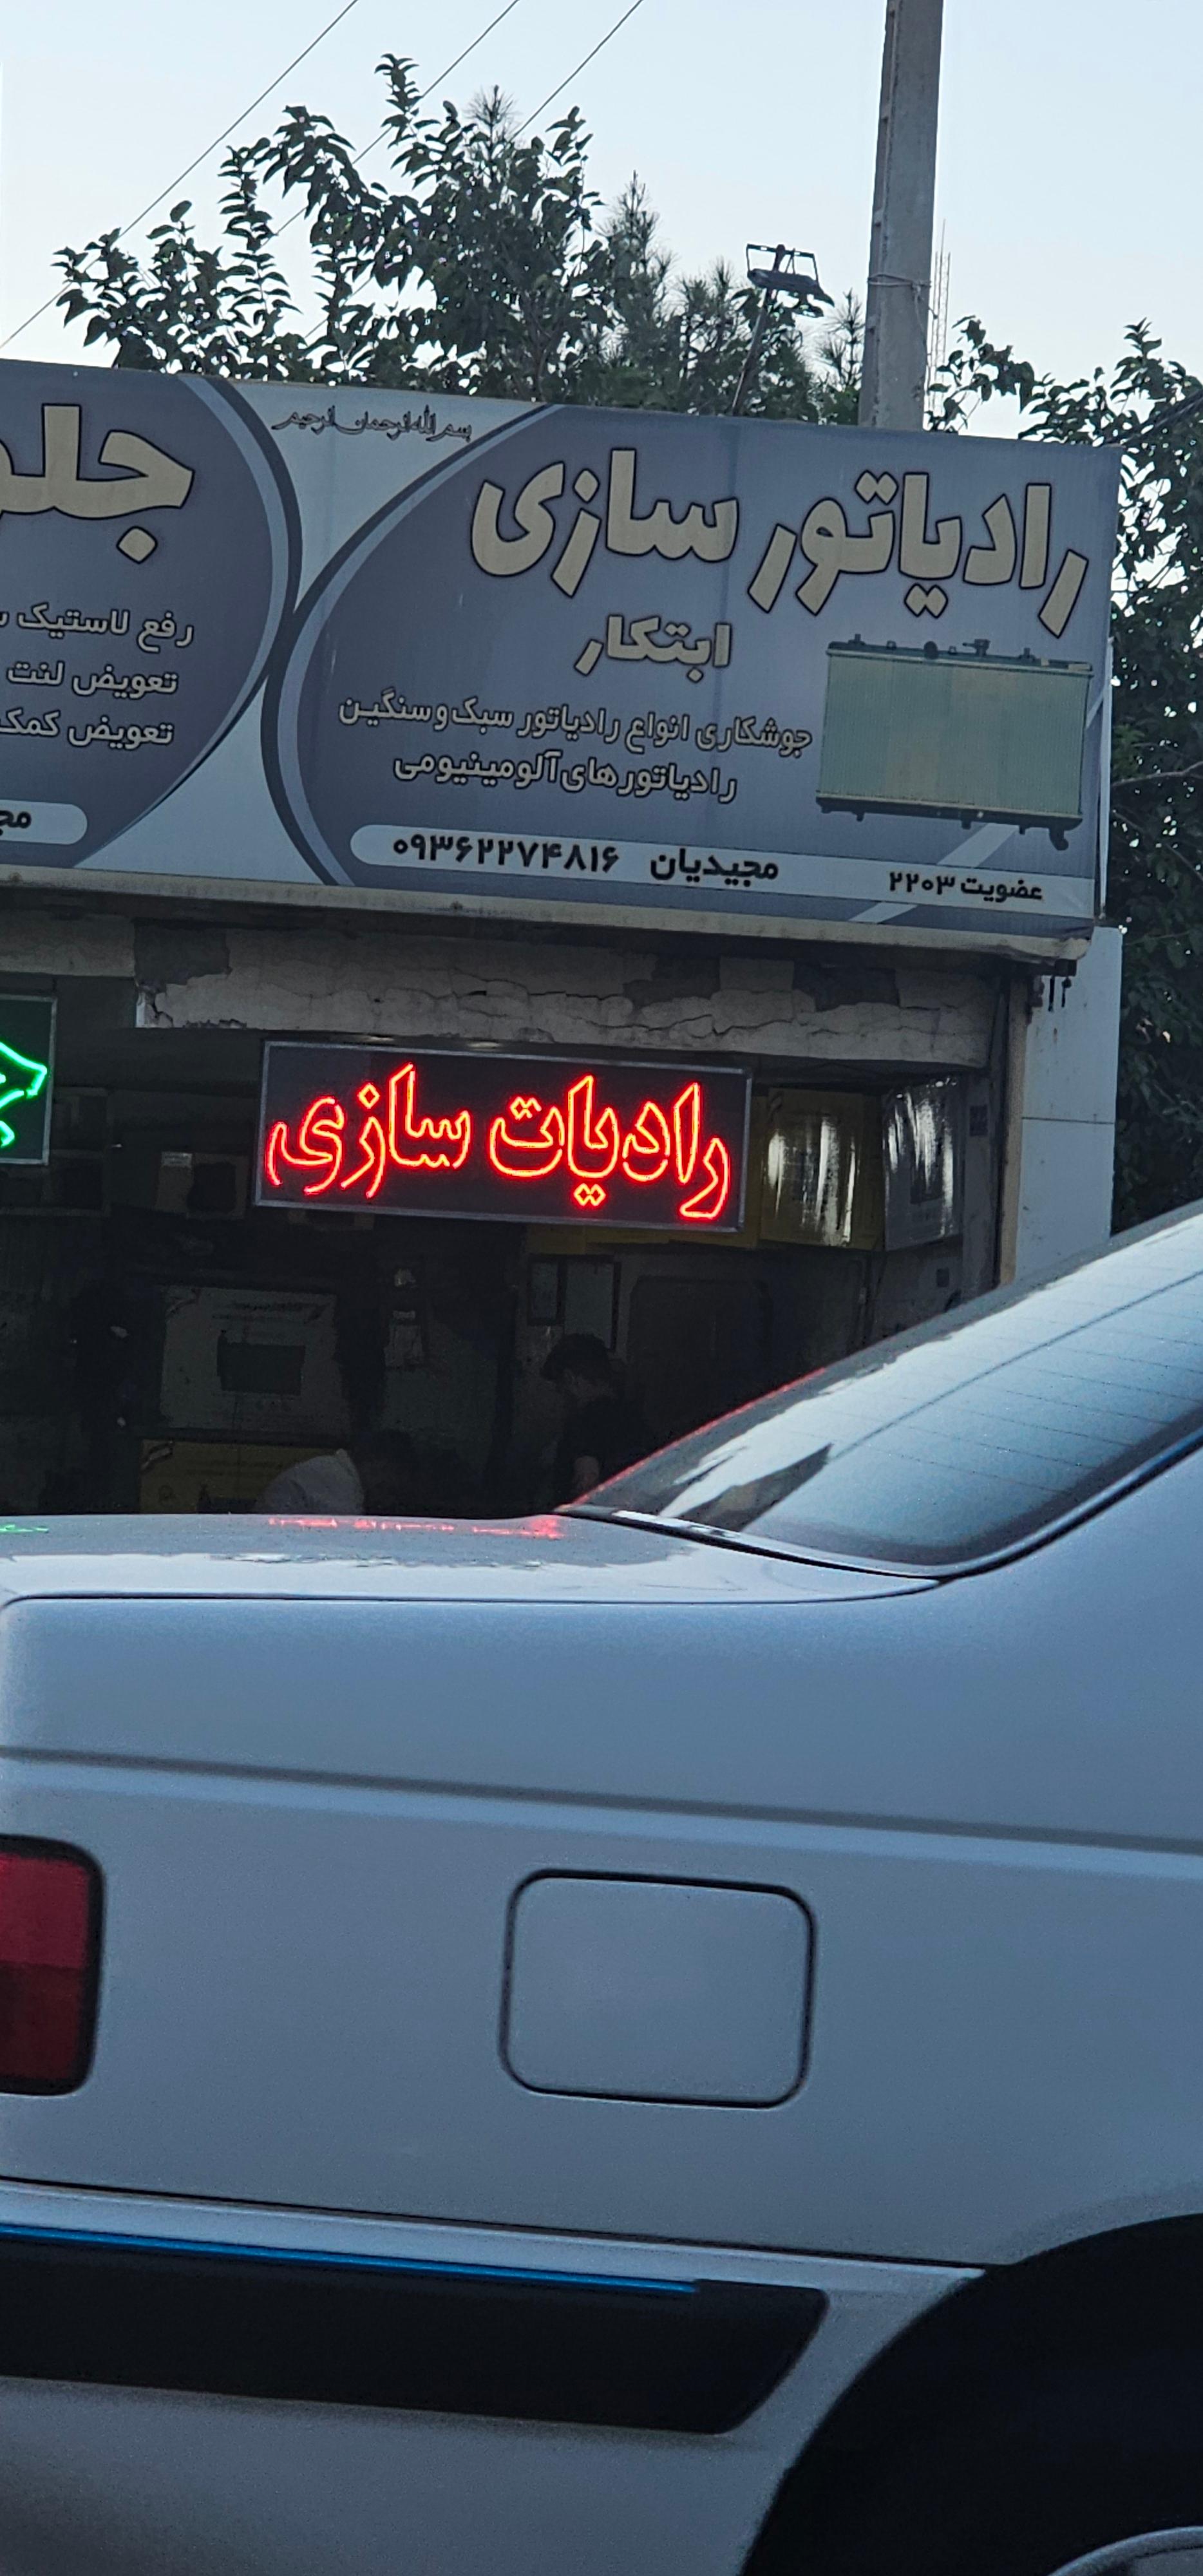 بسم الله الرحمن الرحیم
رادیاتور سازی
ابتکار
جوشکاری انواع رادیاتور سبک و سنگین
رادیاتورهای آلومینیومی
مجیدیان ۰۹۳۶۲۲۷۴۸۱۶
عضویت ۲۲۰۳
جلو
رفع لاستیک
تعویض لنت
تعویض کمک
رادیات سازی